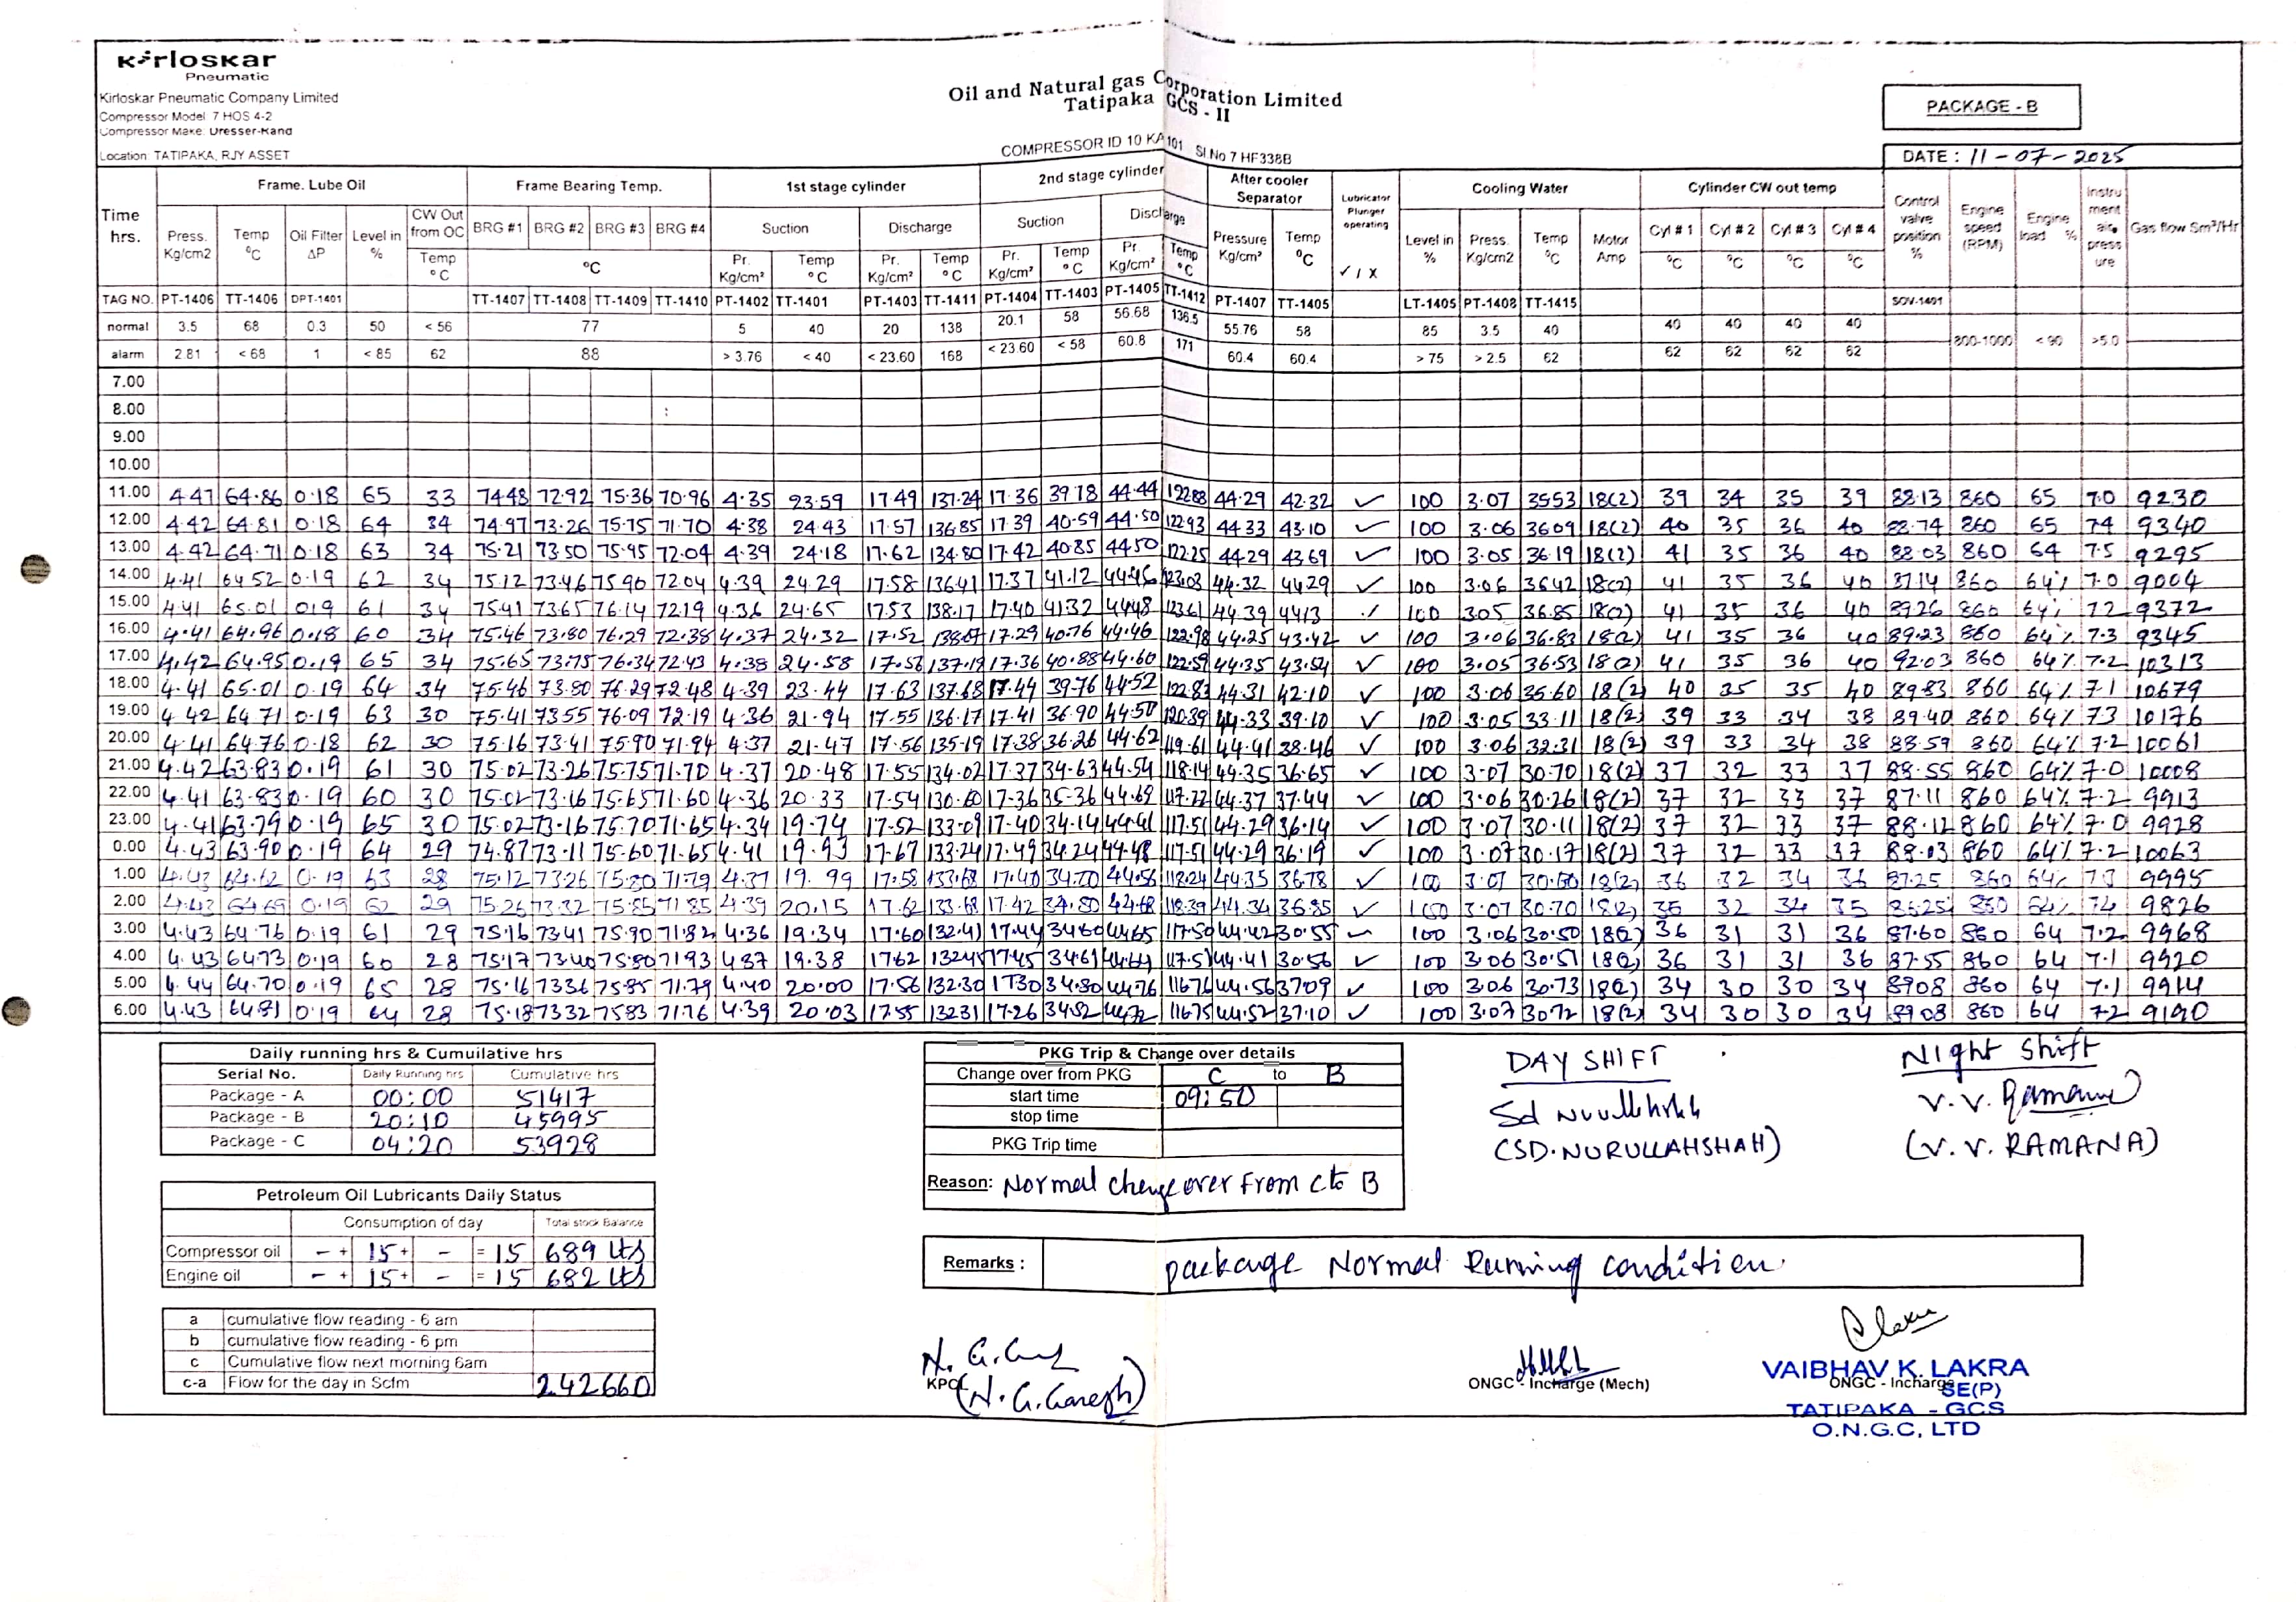 Kirloskar
Pneumatic
Kirloskar Pneumatic Company Limited
Compressor Model 7 HOS 4-2
Compressor Make: Dresser-Rand
Location: TATIPAKA, RJY ASSET
Oil and Natural gas Corporation Limited
Tatipaka GCS - II
COMPRESSOR ID 10 KA 101 Sl No 7 HF338B
PACKAGE - B
DATE : 11-07-2025
Time hrs. Frame. Lube Oil Frame Bearing Temp. 1st stage cylinder 2nd stage cylinder After cooler Separator Lubricator Plunger operating Cooling Water Cylinder CW out temp Control valve position % Engine speed (RPM) Engine load % Instrument air pressure Gas flow Sm³/Hr
Press. Kg/cm2 Temp ºC Oil Filter ΔP Level in % CW Out from OC Temp ºC BRG #1 BRG #2 BRG #3 BRG #4 ºC Suction Discharge Suction Discharge Pressure Kg/cm² Temp ºC ✓ / X Level in % Press. Kg/cm2 Temp ºC Motor Amp Cyl # 1 Cyl # 2 Cyl # 3 Cyl # 4
Pr. Kg/cm² Temp ºC Pr. Kg/cm² Temp ºC Pr. Kg/cm² Temp ºC Pr. Kg/cm² Temp ºC ºC ºC ºC ºC
TAG NO. PT-1406 TT-1406 DPT-1401 TT-1407 TT-1408 TT-1409 TT-1410 PT-1402 TT-1401 PT-1403 TT-1411 PT-1404 TT-1403 PT-1405 TT-1412 PT-1407 TT-1405 LT-1405 PT-1408 TT-1415 SOV-1401
normal 3.5 68 0.3 50 < 56 77 5 40 20 138 20.1 58 56.68 136.5 55.76 58 85 3.5 40 40 40 40 40
alarm 2.81 < 68 1 < 85 62 88 > 3.76 < 40 < 23.60 168 < 23.60 < 58 60.8 171 60.4 60.4 > 75 > 2.5 62 62 62 62 62 800-1000 < 90 >5.0
7.00
8.00
9.00
10.00
11.00 4.47 64.86 0.18 65 33 74.48 72.92 75.36 70.96 4.35 23.59 17.49 137.24 17.36 39.78 44.44 122.88 44.29 42.32 ✓ 100 3.07 35.53 18(2) 39 34 35 39 88.13 860 65 7.0 9230
12.00 4.42 64.81 0.18 64 34 74.97 73.26 75.75 71.70 4.38 24.43 17.57 136.85 17.39 40.59 44.50 122.93 44.33 43.10 ✓ 100 3.06 36.09 18(2) 40 35 36 40 88.74 860 65 74 9340
13.00 4.42 64.71 0.18 63 34 75.21 73.50 75.95 72.04 4.39 24.18 17.62 134.80 17.42 40.85 44.50 122.25 44.29 43.69 ✓ 100 3.05 36.19 18(2) 41 35 36 40 88.03 860 64 7.5 9295
14.00 4.41 64.52 0.19 62 34 75.12 73.46 75.90 72.04 4.39 24.29 17.58 136.41 17.37 41.12 44.46 123.03 44.32 44.29 ✓ 100 3.06 36.42 18(2) 41 35 36 40 87.14 860 64% 7.0 9004
15.00 4.41 65.01 0.19 61 34 75.41 73.65 76.14 72.19 4.36 24.65 17.53 138.17 17.40 41.32 44.48 123.61 44.39 44.13 ✓ 100 3.05 36.85 18(2) 41 35 36 40 89.26 860 64% 72 9372
16.00 4.41 64.96 0.18 60 34 75.46 73.80 76.29 72.38 4.37 24.32 17.52 138.07 17.29 40.76 44.46 122.98 44.25 43.42 ✓ 100 3.06 36.83 18(2) 41 35 36 40 89.23 860 64% 7.3 9345
17.00 4.42 64.95 0.19 65 34 75.65 73.75 76.34 72.43 4.38 24.58 17.56 137.19 17.36 40.88 44.60 122.59 44.35 43.54 ✓ 100 3.05 36.53 18(2) 41 35 36 40 92.03 860 64% 7.2 10313
18.00 4.41 65.01 0.19 64 34 75.46 73.80 76.29 72.48 4.39 23.44 17.63 137.68 17.44 39.76 44.52 122.83 44.31 42.10 ✓ 100 3.06 35.60 18(2) 40 35 35 40 89.83 860 64% 7.1 10679
19.00 4.42 64.71 0.19 63 30 75.41 73.55 76.09 72.19 4.36 21.94 17.55 136.17 17.41 36.90 44.50 120.39 44.33 39.10 ✓ 100 3.05 33.11 18(2) 39 33 34 38 89.40 860 64% 73 10176
20.00 4.41 64.76 0.18 62 30 75.16 73.41 75.90 71.94 4.37 21.47 17.56 135.19 17.38 36.26 44.62 119.61 44.41 38.46 ✓ 100 3.06 32.31 18(2) 39 33 34 38 88.59 860 64% 7.2 10061
21.00 4.42 63.83 0.19 61 30 75.02 73.26 75.75 71.70 4.37 20.48 17.55 134.02 17.37 34.63 44.54 118.14 44.35 36.65 ✓ 100 3.07 30.70 18(2) 37 32 33 37 88.55 860 64% 7.0 10008
22.00 4.41 63.83 0.19 60 30 75.02 73.16 75.65 71.60 4.36 20.33 17.54 130.60 17.36 35.36 44.69 117.72 44.37 37.44 ✓ 100 3.06 30.26 18(2) 37 32 33 37 87.11 860 64% 7.2 9913
23.00 4.41 63.79 0.19 65 30 75.02 73.16 75.70 71.65 4.34 19.74 17.52 133.09 17.40 34.14 44.41 117.51 44.29 36.14 ✓ 100 3.07 30.11 18(2) 37 32 33 37 88.12 860 64% 7.0 9928
0.00 4.43 63.90 0.19 64 29 74.87 73.11 75.60 71.65 4.41 19.93 17.67 133.24 17.49 34.24 44.48 117.51 44.29 36.19 ✓ 100 3.07 30.17 18(2) 37 32 33 37 88.03 860 64% 7.2 10063
1.00 4.43 64.62 0.19 63 28 75.12 73.26 75.80 71.79 4.37 19.99 17.58 133.68 17.40 34.70 44.56 118.24 44.35 36.78 ✓ 100 3.07 30.60 18(2) 36 32 34 36 87.25 860 64% 73 9995
2.00 4.43 64.69 0.19 62 29 75.26 73.32 75.85 71.85 4.39 20.15 17.62 133.68 17.42 34.80 44.68 118.39 44.34 36.85 ✓ 100 3.07 30.70 18(2) 35 32 34 35 86.25 860 64% 74 9826
3.00 4.43 64.76 0.19 61 29 75.16 73.41 75.90 71.82 4.36 19.34 17.60 132.41 17.44 34.60 44.65 117.50 44.42 30.55 ✓ 100 3.06 30.50 18(2) 36 31 31 36 87.60 860 64 7.2 9968
4.00 4.43 64.73 0.19 60 28 75.17 73.40 75.80 71.93 4.37 19.38 17.62 132.45 17.45 34.61 44.64 117.51 44.41 30.56 ✓ 100 3.06 30.51 18(2) 36 31 31 36 87.55 860 64 7.1 9920
5.00 4.44 64.70 0.19 65 28 75.16 73.36 75.85 71.79 4.40 20.00 17.56 132.30 17.30 34.80 44.76 116.76 44.56 37.09 ✓ 100 3.06 30.73 18(2) 34 30 30 34 89.08 860 64 7.1 9914
6.00 4.43 64.81 0.19 64 28 75.18 73.32 75.83 71.76 4.39 20.03 17.55 132.31 17.26 34.52 44.72 116.75 44.52 37.10 ✓ 100 3.07 30.72 18(2) 34 30 30 34 89.08 860 64 7.2 9190
Daily running hrs & Cumuilative hrs
Serial No. Daily Running hrs Cumulative hrs
Package - A 00:00 51417
Package - B 20:10 45995
Package - C 04:20 53928
PKG Trip & Change over details
Change over from PKG C to B
start time 09:50
stop time
PKG Trip time
Reason: Normal changeover From C to B
DAY SHIFT
(SD.NURULLAHSHAH)
Night Shift
V.V. Ramana
(V.V. RAMANA)
Petroleum Oil Lubricants Daily Status
Consumption of day Total stock Balance
Compressor oil - + 15 + - = 15 689 Lts
Engine oil - + 15 + - = 15 682 Lts
Remarks : package Normal Running condition.
a cumulative flow reading - 6 am
b cumulative flow reading - 6 pm
c Cumulative flow next morning 6am
c-a Flow for the day in Scfm 242660
KPCL
(N.G.Ganesh)
ONGC - Incharge (Mech)
VAIBHAV K. LAKRA
ONGC - Incharge
SE(P)
TATIPAKA - GCS
O.N.G.C, LTD